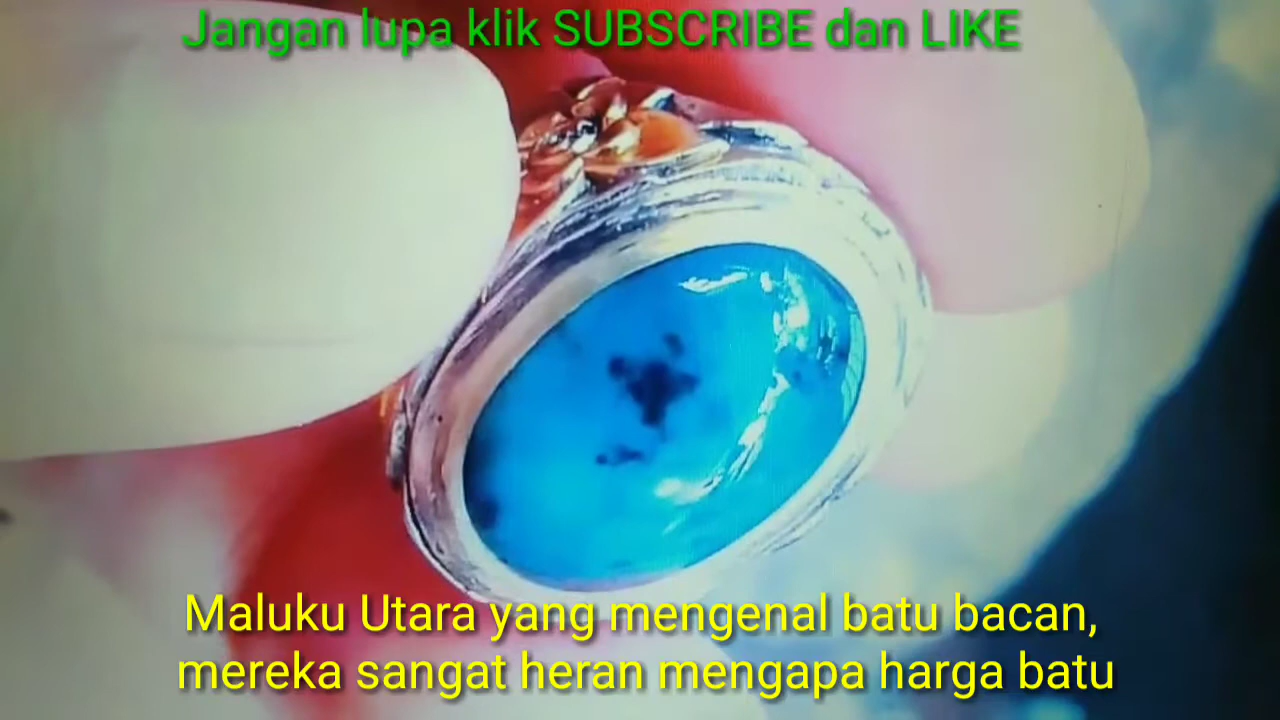 Jangan lupa klik SUBSCRIBE dan LIKE
Maluku Utara yang mengenal batu bacan,
mereka sangat heran mengapa harga batu